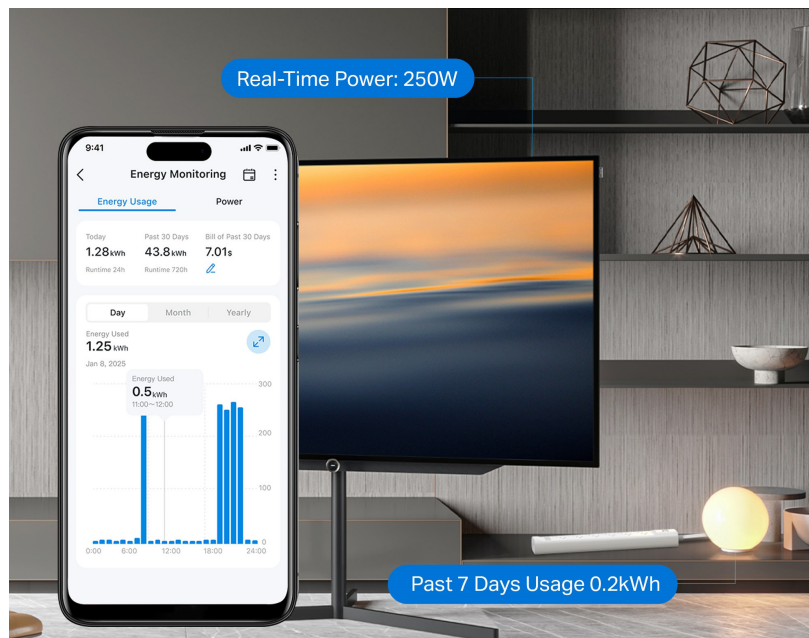 Real-Time Power: 250W
9:41
Energy Monitoring
Energy Usage Power
Today Past 30 Days Bill of Past 30 Days
1.28kWh 43.8kWh 7.01$
Runtime 24h Runtime 720h
Day Month Yearly
Energy Used
1.25 kWh
Jan 8, 2025
Energy Used
0.5kWh
11:00~12:00
300
200
100
0
0:00 6:00 12:00 18:00 24:00
Past 7 Days Usage 0.2kWh